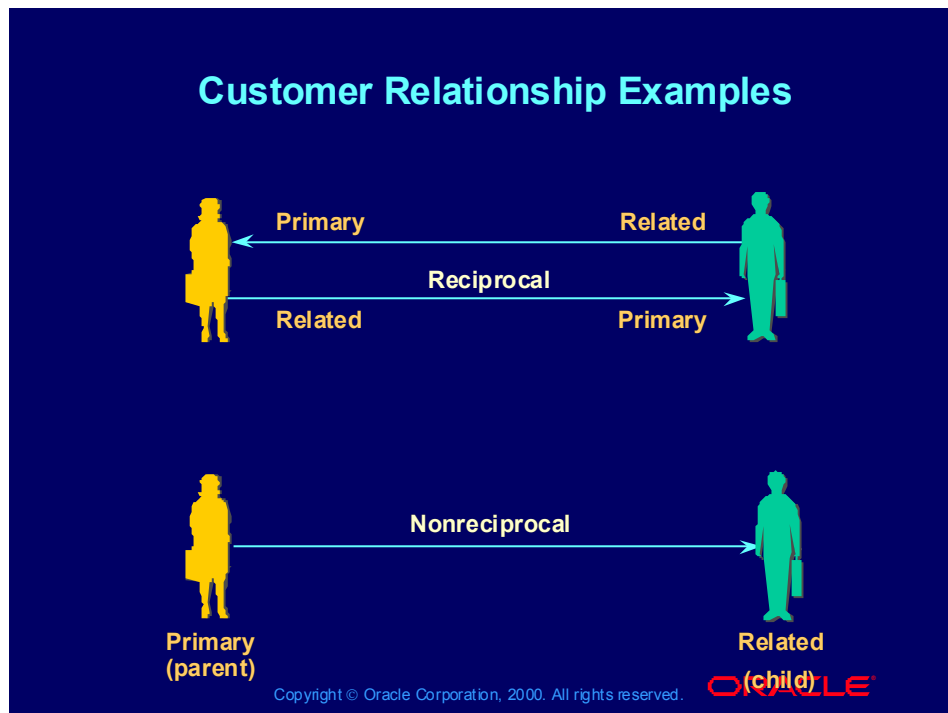 Customer Relationship Examples
Primary Related
Reciprocal
Related Primary
Nonreciprocal
Primary
(parent)
Related
(child)
Copyright © Oracle Corporation, 2000. All rights reserved.
ORACLE®